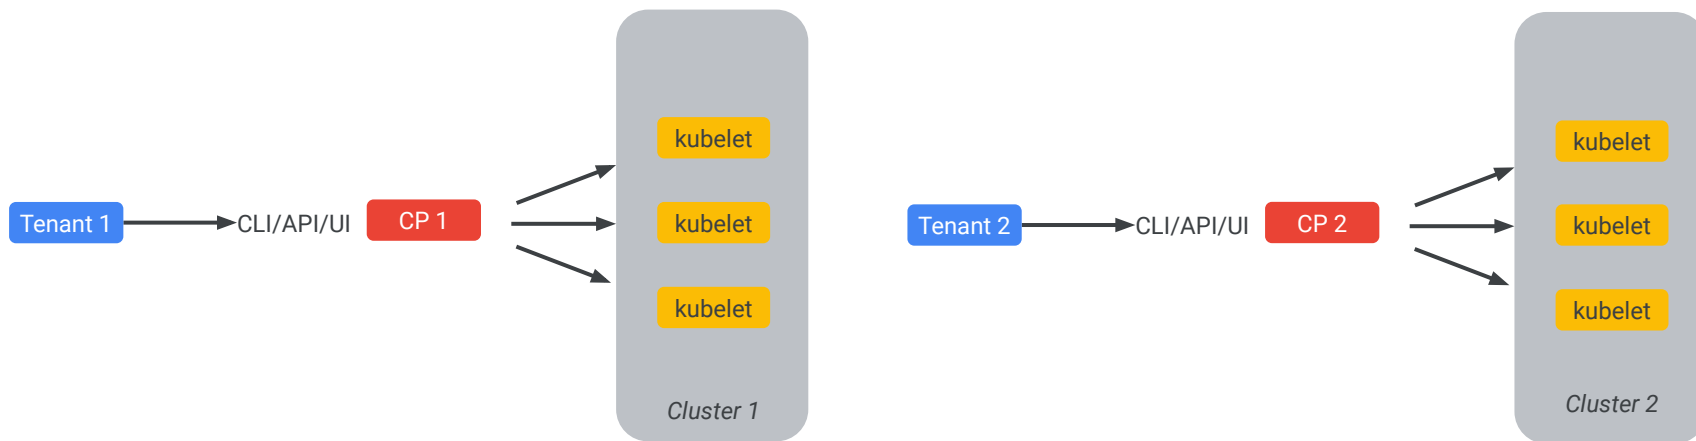 kubelet
Tenant 1
CLI/API/UI
CP 1
kubelet
kubelet
Cluster 1
kubelet
Tenant 2
CLI/API/UI
CP 2
kubelet
kubelet
Cluster 2